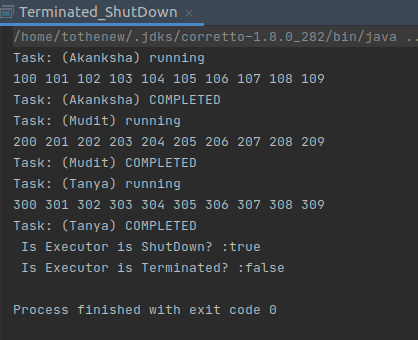 Terminated_ShutDown ×
/home/tothenew/.jdks/corretto-1.8.0_282/bin/java ..
Task: (Akanksha) running
100 101 102 103 104 105 106 107 108 109
Task: (Akanksha) COMPLETED
Task: (Mudit) running
200 201 202 203 204 205 206 207 208 209
Task: (Mudit) COMPLETED
Task: (Tanya) running
300 301 302 303 304 305 306 307 308 309
Task: (Tanya) COMPLETED
Is Executor is ShutDown? :true
Is Executor is Terminated? :false
Process finished with exit code 0